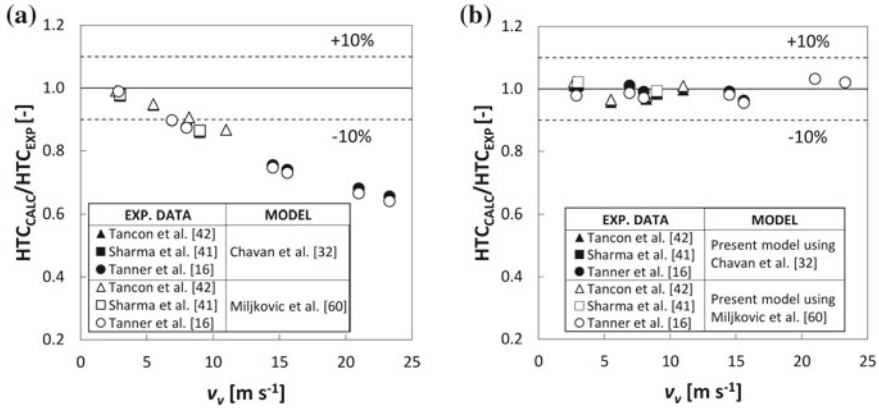 (a)
1.2
1.0
0.8
0.6
0.4
0.2
HTC_CALC/HTC_EXP [-]
+10%
-10%
EXP. DATA MODEL
▲ Tancon et al. [42]
■ Sharma et al. [41]
● Tanner et al. [16]
Chavan et al. [32]
△ Tancon et al. [42]
□ Sharma et al. [41]
○ Tanner et al. [16]
Miljkovic et al. [60]
0 5 10 15 20 25
v_v [m s⁻¹]
(b)
1.2
1.0
0.8
0.6
0.4
0.2
HTC_CALC/HTC_EXP [-]
+10%
-10%
EXP. DATA MODEL
▲ Tancon et al. [42]
■ Sharma et al. [41]
● Tanner et al. [16]
Present model using
Chavan et al. [32]
△ Tancon et al. [42]
□ Sharma et al. [41]
○ Tanner et al. [16]
Present model using
Miljkovic et al. [60]
0 5 10 15 20 25
v_v [m s⁻¹]